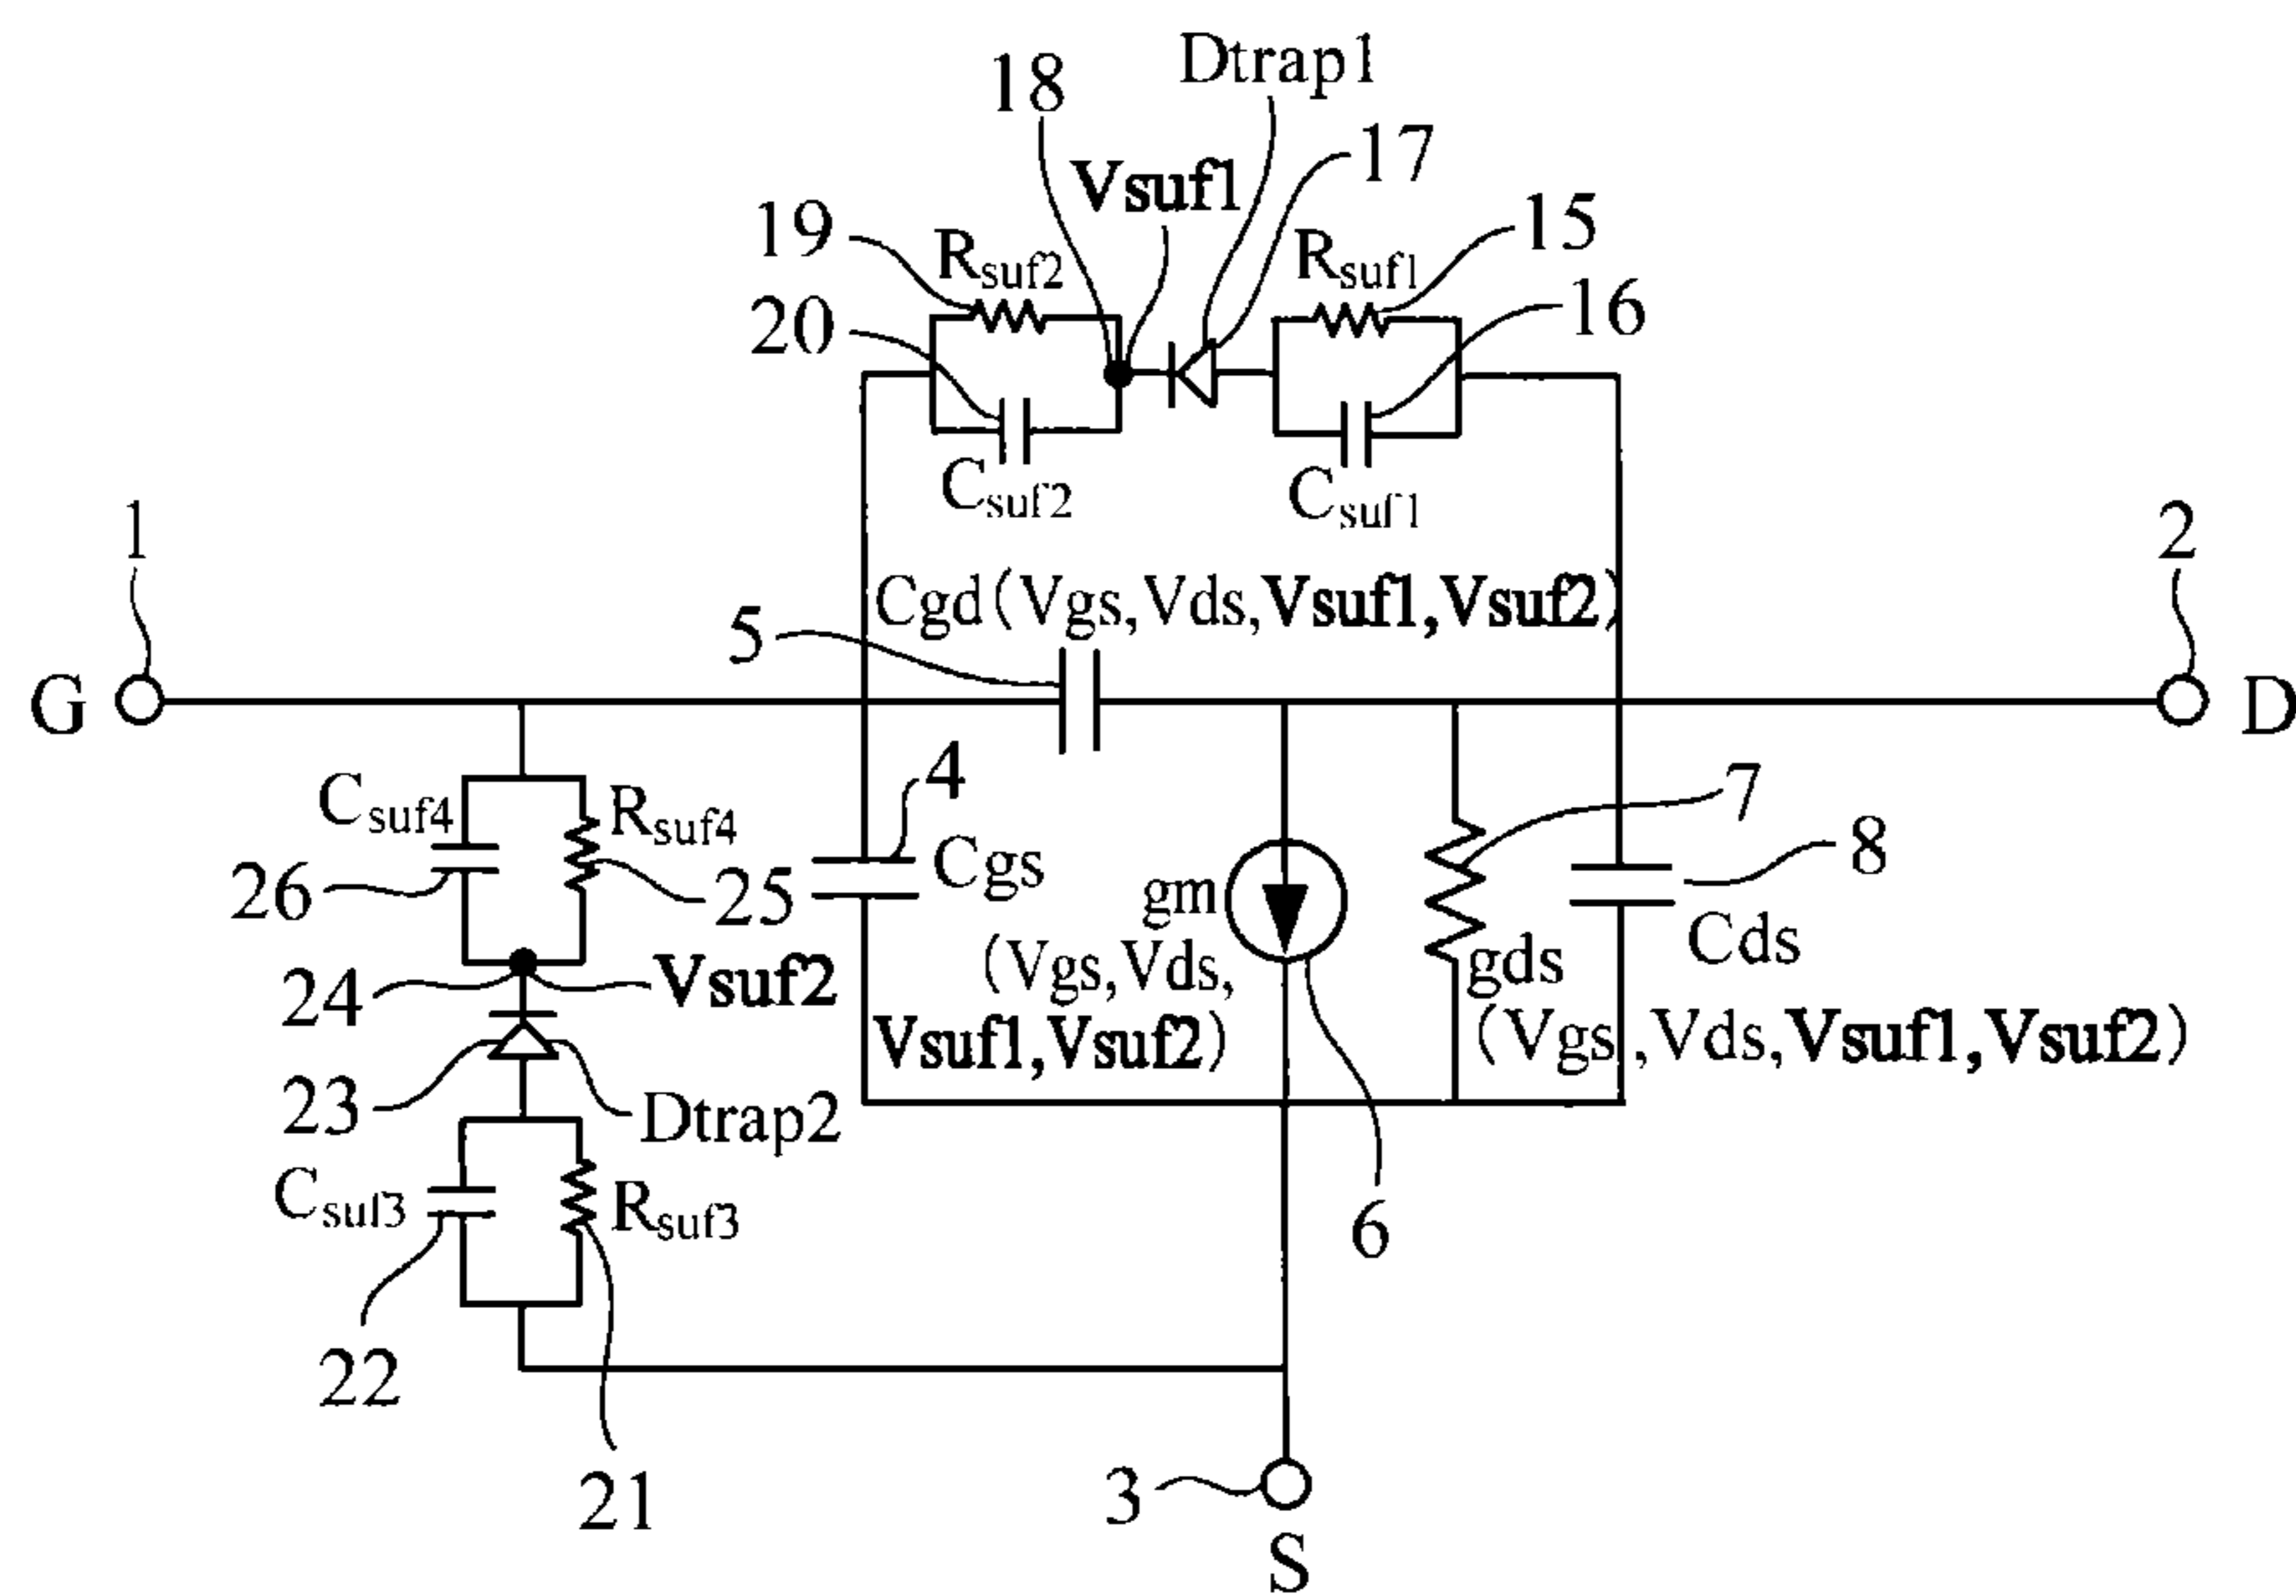 Dtrap1
18
17
Vsuf1
19
Rsuf2
Rsuf1
15
20
16
Csuf2
Csuf1
1
2
Cgd(Vgs,Vds,Vsuf1,Vsuf2)
5
G
D
4
7
Csuf4
Rsuf4
Cgs
8
26
25
gm
Cds
24
Vsuf2
(Vgs,Vds,
gds
Vsuf1,Vsuf2)
(Vgs,Vds,Vsuf1,Vsuf2)
23
Dtrap2
Csuf3
Rsuf3
6
22
21
3
S